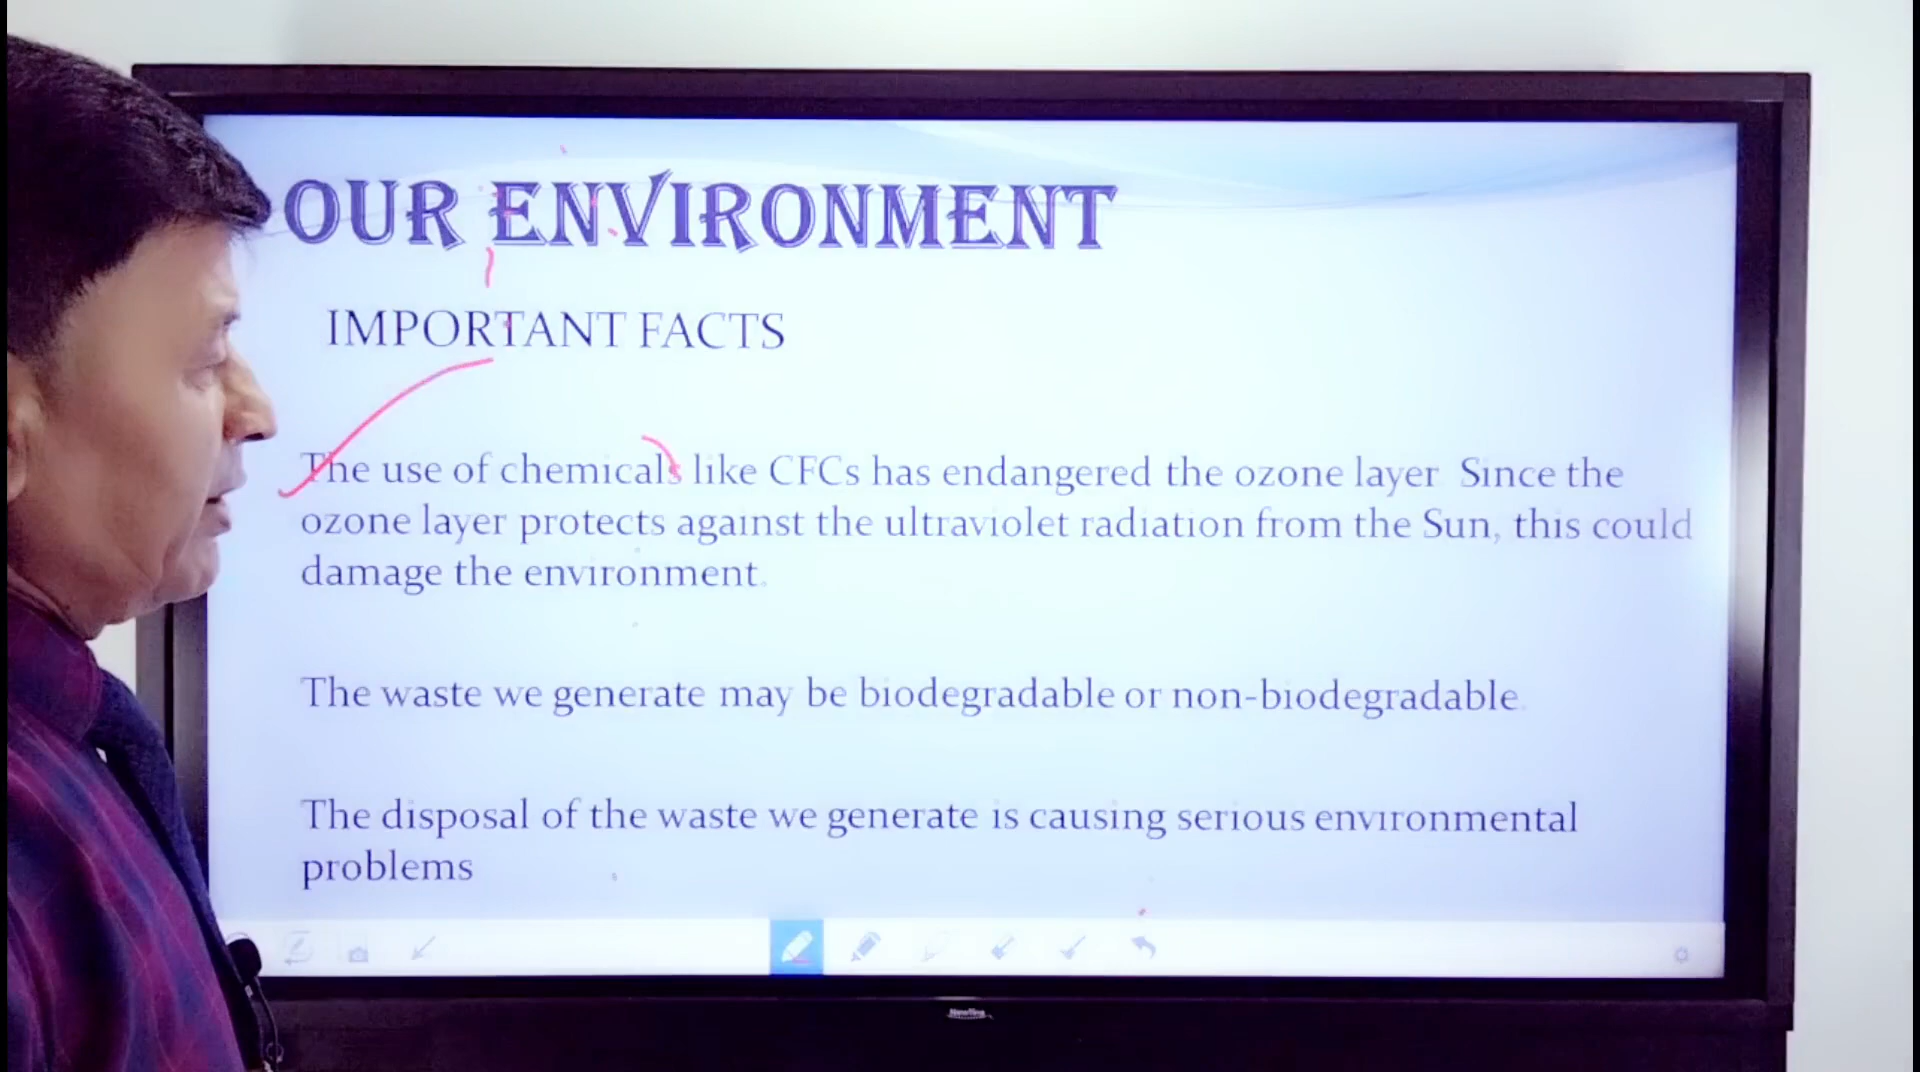 OUR ENVIRONMENT
IMPORTANT FACTS
The use of chemicals like CFCs has endangered the ozone layer Since the
ozone layer protects against the ultraviolet radiation from the Sun, this could
damage the environment.
The waste we generate may be biodegradable or non-biodegradable.
The disposal of the waste we generate is causing serious environmental
problems